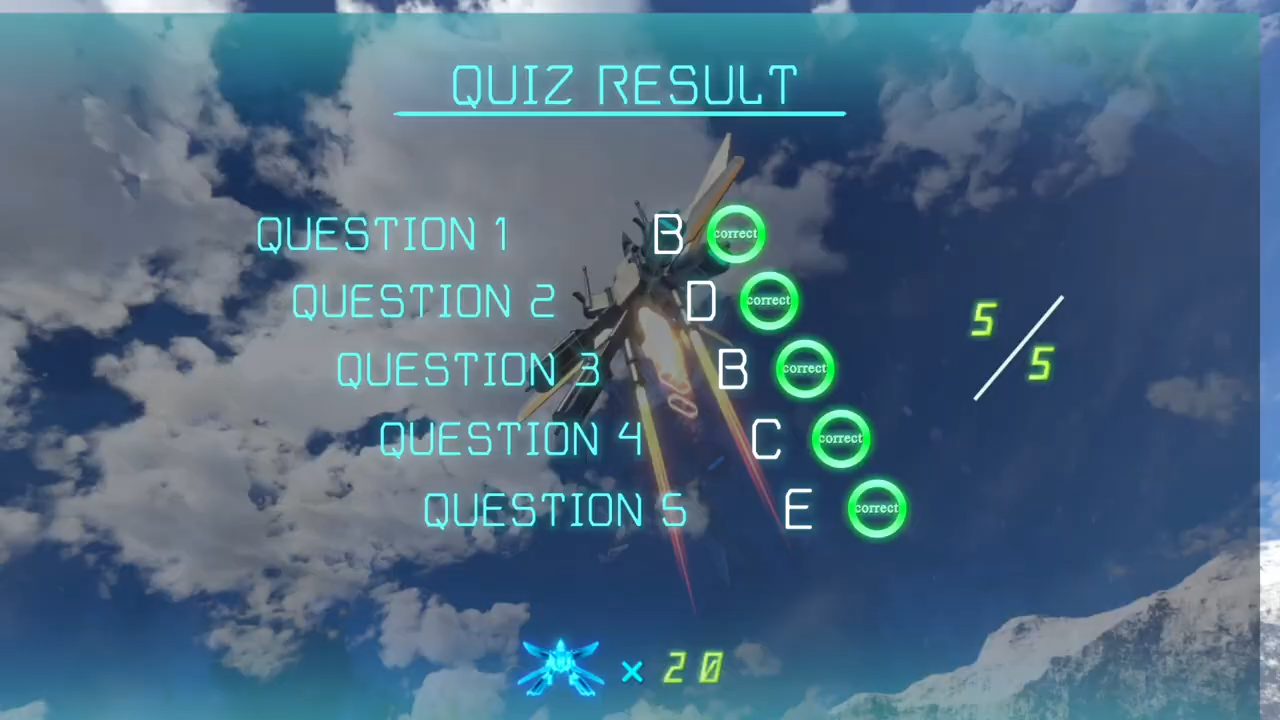 QUIZ RESULT
QUESTION 1 B correct
QUESTION 2 D correct
QUESTION 3 B correct
QUESTION 4 C correct
QUESTION 5 E correct
5/5
× 20